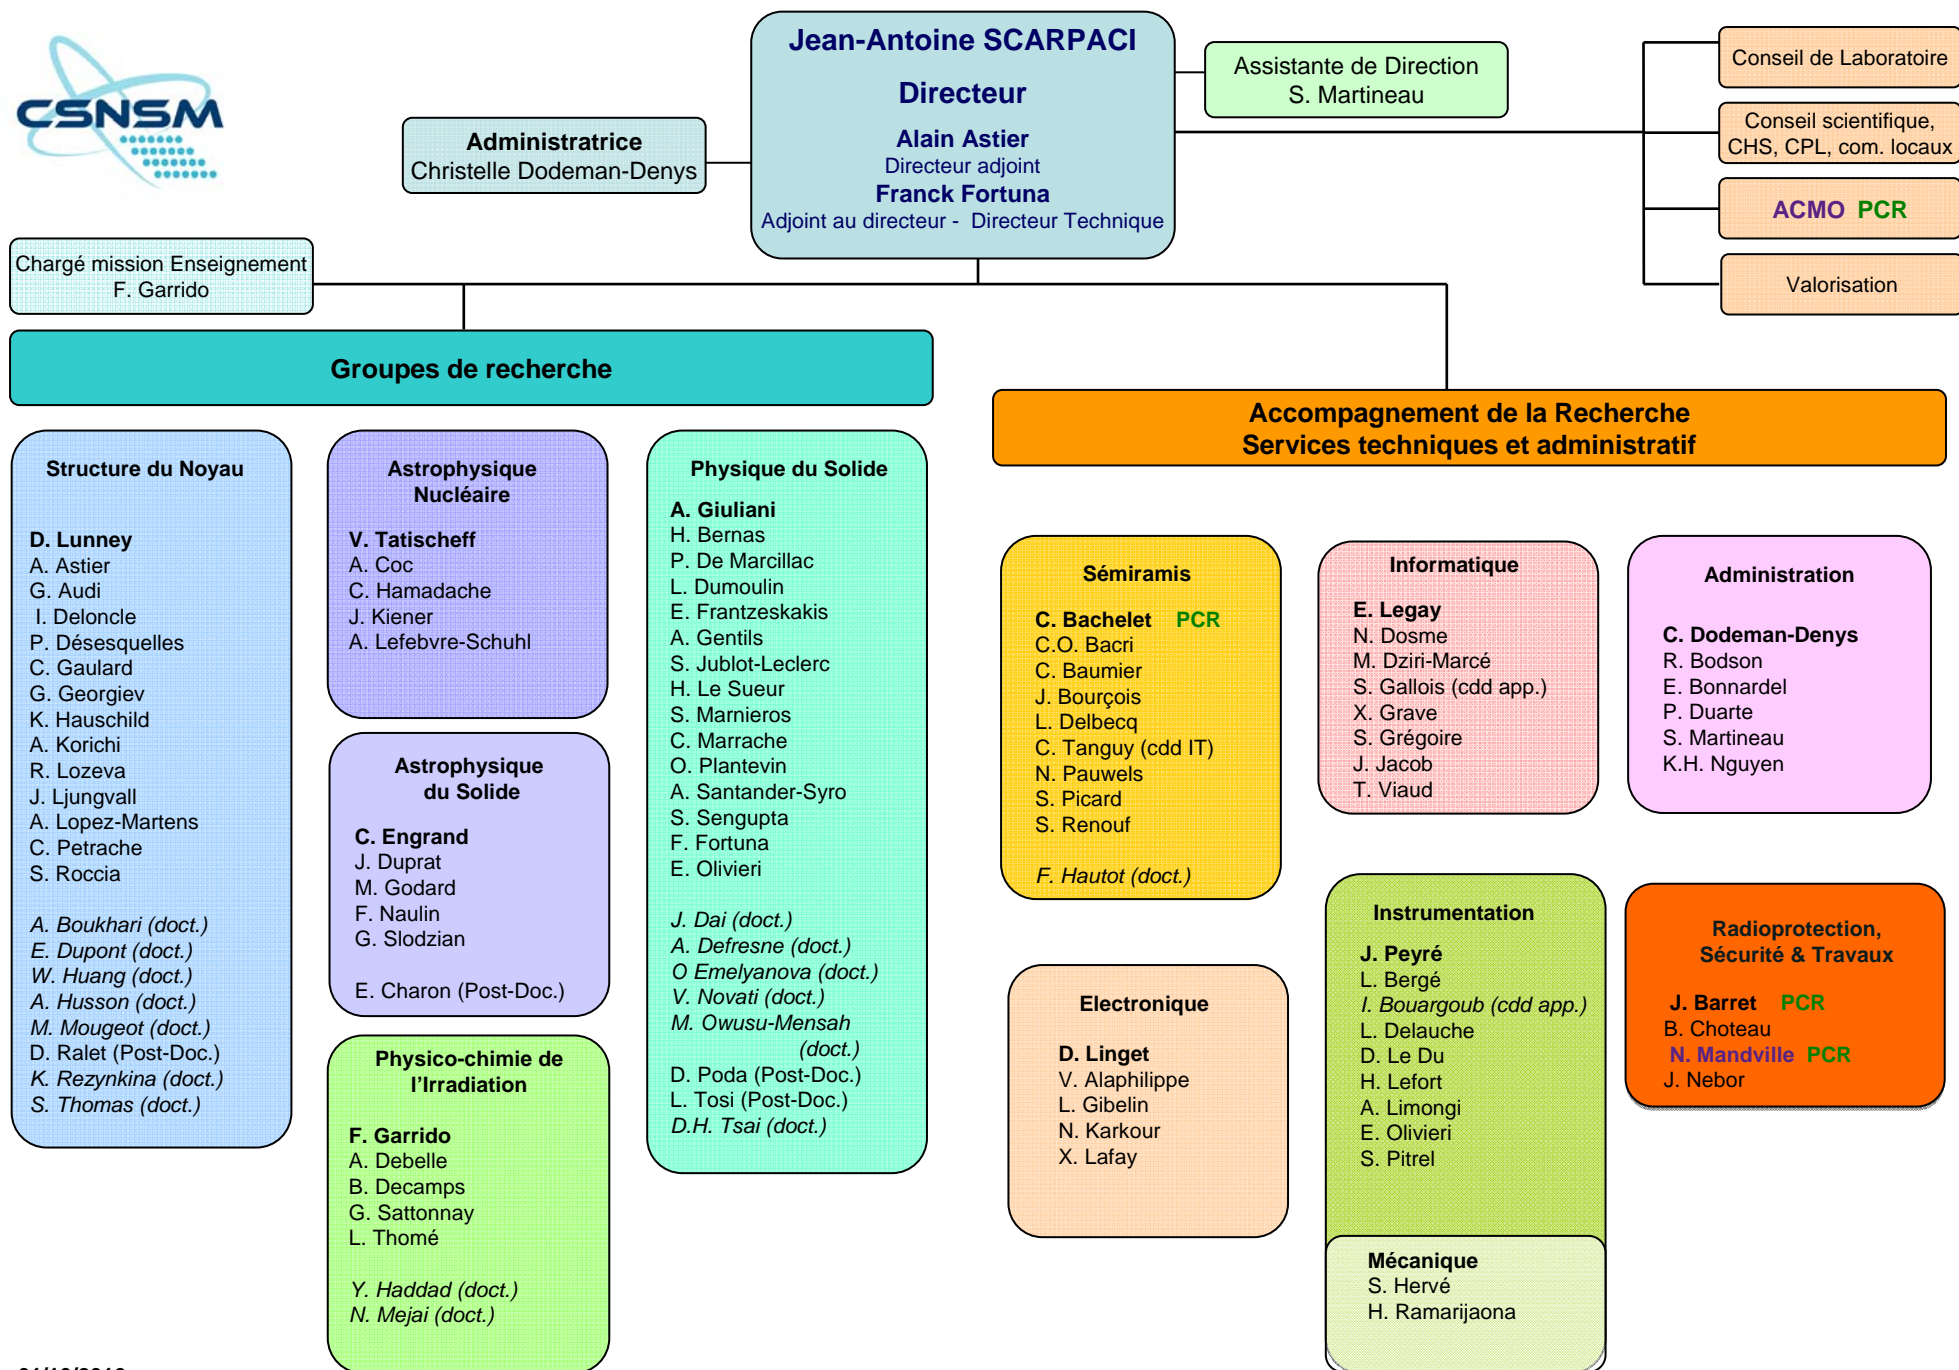 CSNSM
Jean-Antoine SCARPACI
Directeur
Alain Astier
Directeur adjoint
Franck Fortuna
Adjoint au directeur - Directeur Technique
Administratrice
Christelle Dodeman-Denys
Assistante de Direction
S. Martineau
Conseil de Laboratoire
Conseil scientifique,
CHS, CPL, com. locaux
ACMO PCR
Valorisation
Chargé mission Enseignement
F. Garrido
Groupes de recherche
Accompagnement de la Recherche
Services techniques et administratif
Structure du Noyau
D. Lunney
A. Astier
G. Audi
I. Deloncle
P. Désesquelles
C. Gaulard
G. Georgiev
K. Hauschild
A. Korichi
R. Lozeva
J. Ljungvall
A. Lopez-Martens
C. Petrache
S. Roccia
A. Boukhari (doct.)
E. Dupont (doct.)
W. Huang (doct.)
A. Husson (doct.)
M. Mougeot (doct.)
D. Ralet (Post-Doc.)
K. Rezynkina (doct.)
S. Thomas (doct.)
Astrophysique
Nucléaire
V. Tatischeff
A. Coc
C. Hamadache
J. Kiener
A. Lefebvre-Schuhl
Astrophysique
du Solide
C. Engrand
J. Duprat
M. Godard
F. Naulin
G. Slodzian
E. Charon (Post-Doc.)
Physico-chimie de
l'Irradiation
F. Garrido
A. Debelle
B. Decamps
G. Sattonnay
L. Thomé
Y. Haddad (doct.)
N. Mejai (doct.)
Physique du Solide
A. Giuliani
H. Bernas
P. De Marcillac
L. Dumoulin
E. Frantzeskakis
A. Gentils
S. Jublot-Leclerc
H. Le Sueur
S. Marnieros
C. Marrache
O. Plantevin
A. Santander-Syro
S. Sengupta
F. Fortuna
E. Olivieri
J. Dai (doct.)
A. Defresne (doct.)
O Emelyanova (doct.)
V. Novati (doct.)
M. Owusu-Mensah
(doct.)
D. Poda (Post-Doc.)
L. Tosi (Post-Doc.)
D.H. Tsai (doct.)
Sémiramis
C. Bachelet PCR
C.O. Bacri
C. Baumier
J. Bourçois
L. Delbecq
C. Tanguy (cdd IT)
N. Pauwels
S. Picard
S. Renouf
F. Hautot (doct.)
Electronique
D. Linget
V. Alaphilippe
L. Gibelin
N. Karkour
X. Lafay
Informatique
E. Legay
N. Dosme
M. Dziri-Marcé
S. Gallois (cdd app.)
X. Grave
S. Grégoire
J. Jacob
T. Viaud
Instrumentation
J. Peyré
L. Bergé
I. Bouargoub (cdd app.)
L. Delauche
D. Le Du
H. Lefort
A. Limongi
E. Olivieri
S. Pitrel
Mécanique
S. Hervé
H. Ramarijaona
Administration
C. Dodeman-Denys
R. Bodson
E. Bonnardel
P. Duarte
S. Martineau
K.H. Nguyen
Radioprotection,
Sécurité & Travaux
J. Barret PCR
B. Choteau
N. Mandville PCR
J. Nebor